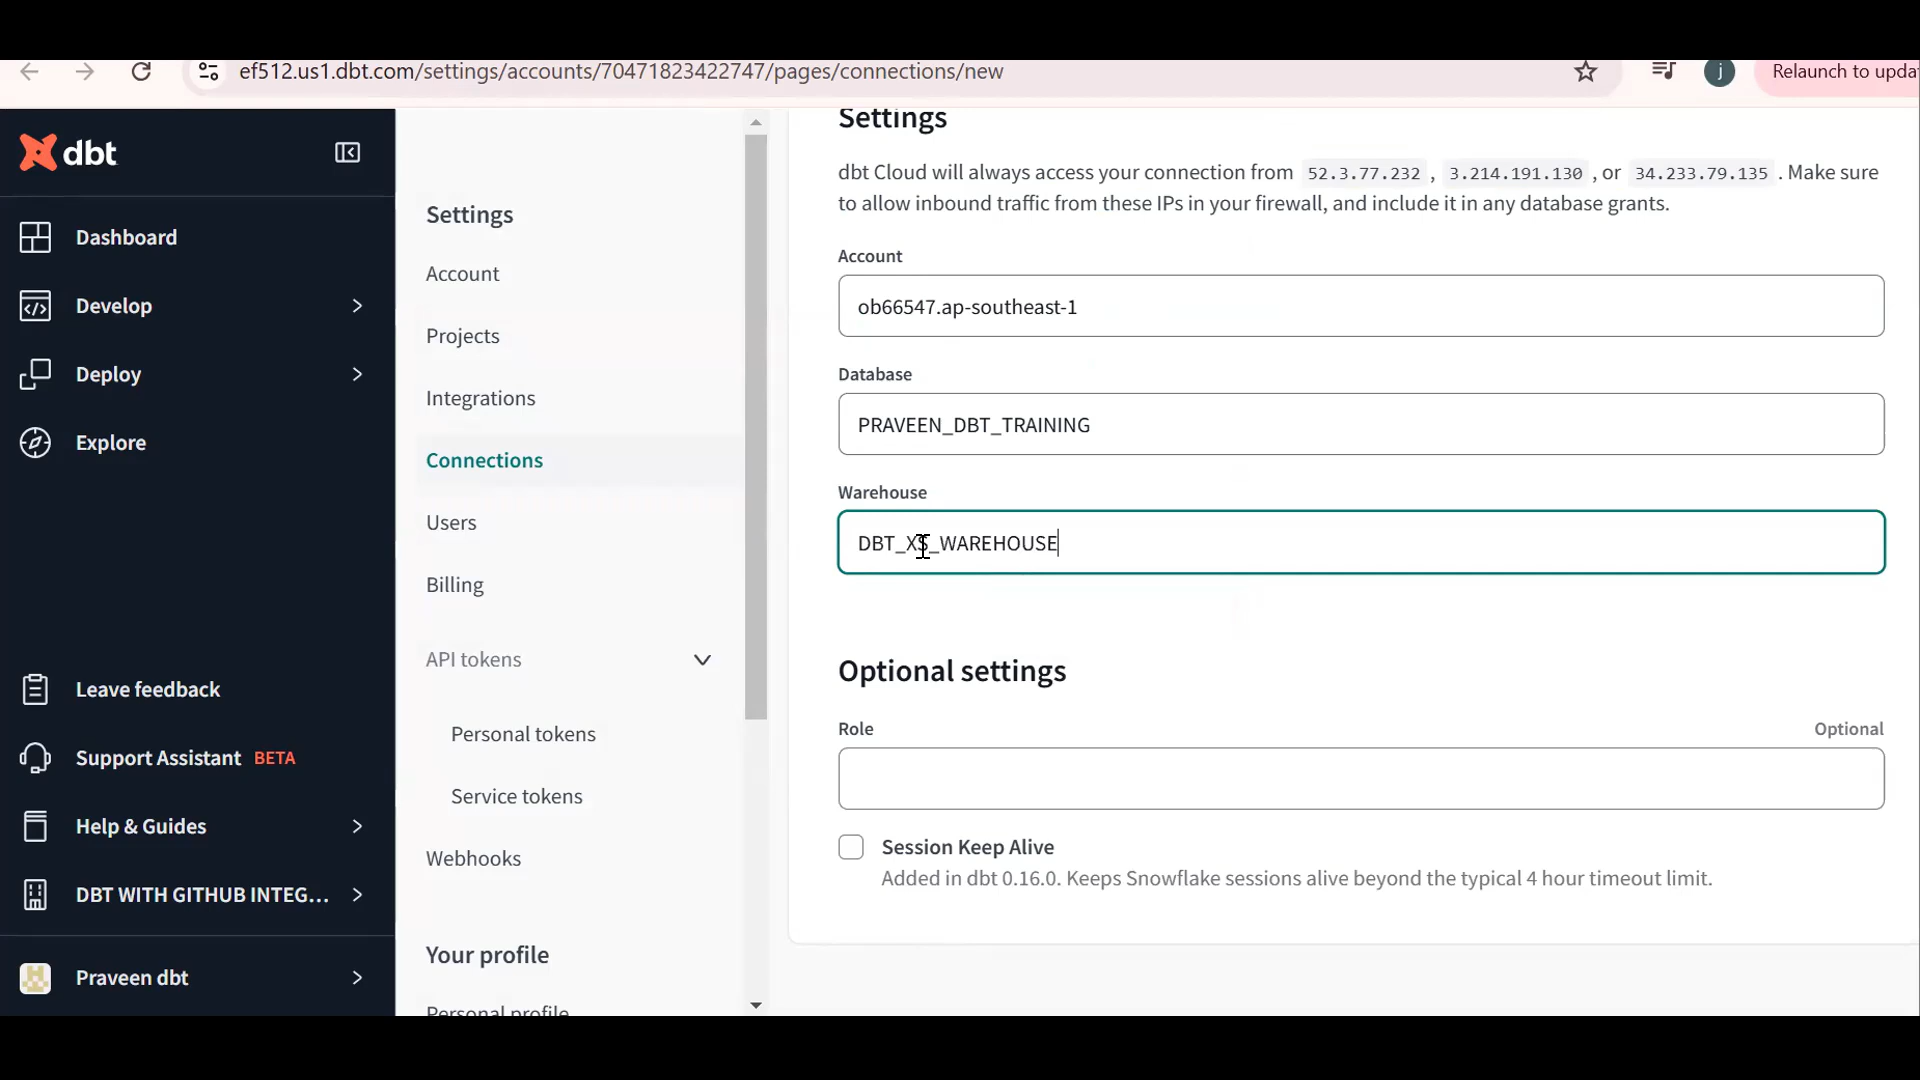 ef512.us1.dbt.com/settings/accounts/70471823422747/pages/connections/new
j
Relaunch to upda
dbt
Dashboard
Develop
Deploy
Explore
Leave feedback
Support Assistant BETA
Help & Guides
DBT WITH GITHUB INTEG...
Praveen dbt
Settings
Account
Projects
Integrations
Connections
Users
Billing
API tokens
Personal tokens
Service tokens
Webhooks
Your profile
Personal profile
Settings
dbt Cloud will always access your connection from 52.3.77.232 , 3.214.191.130 , or 34.233.79.135 . Make sure
to allow inbound traffic from these IPs in your firewall, and include it in any database grants.
Account
ob66547.ap-southeast-1
Database
PRAVEEN_DBT_TRAINING
Warehouse
DBT_XS_WAREHOUSE
Optional settings
Role Optional
Session Keep Alive
Added in dbt 0.16.0. Keeps Snowflake sessions alive beyond the typical 4 hour timeout limit.